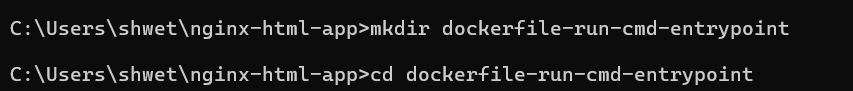 C:\Users\shwet\nginx-html-app>mkdir dockerfile-run-cmd-entrypoint
C:\Users\shwet\nginx-html-app>cd dockerfile-run-cmd-entrypoint